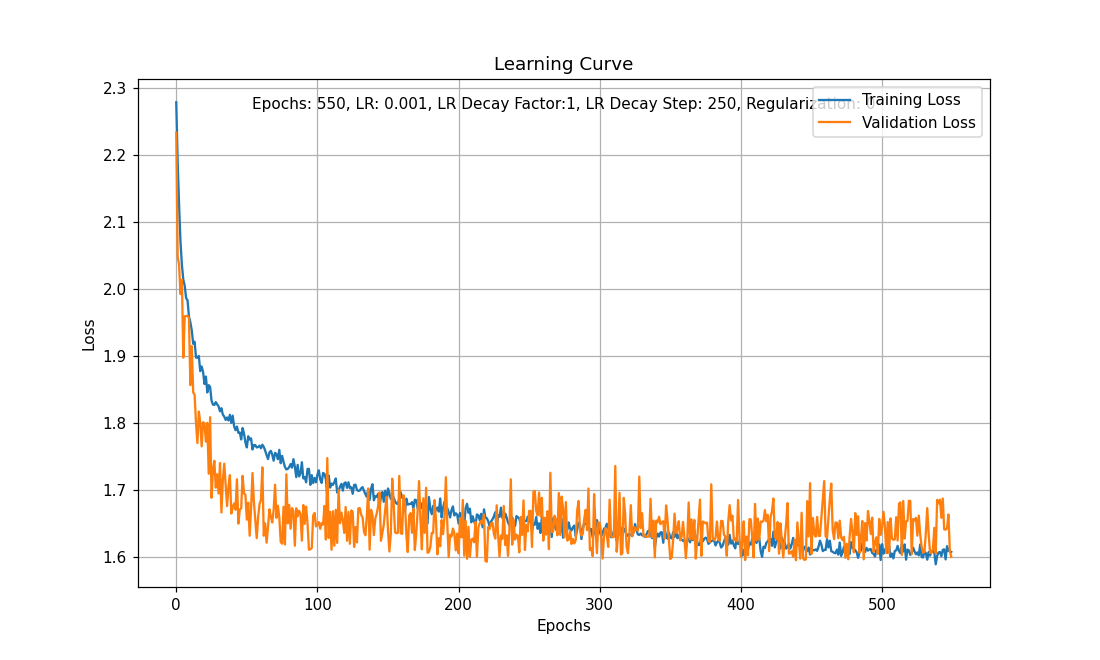 Learning Curve
Epochs: 550, LR: 0.001, LR Decay Factor:1, LR Decay Step: 250, Regularization: 0
Training Loss
Validation Loss
2.3
2.2
2.1
2.0
1.9
1.8
1.7
1.6
Loss
0 100 200 300 400 500
Epochs